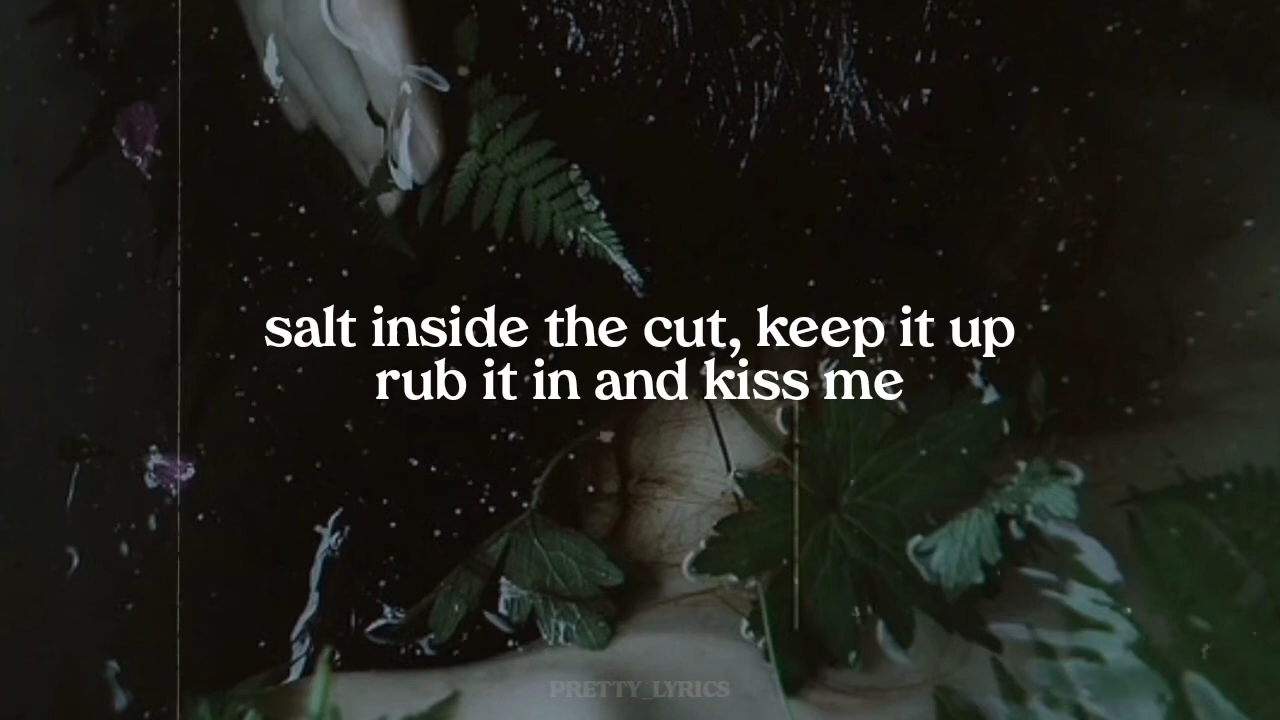 salt inside the cut, keep it up
rub it in and kiss me
PRETTY_LYRICS